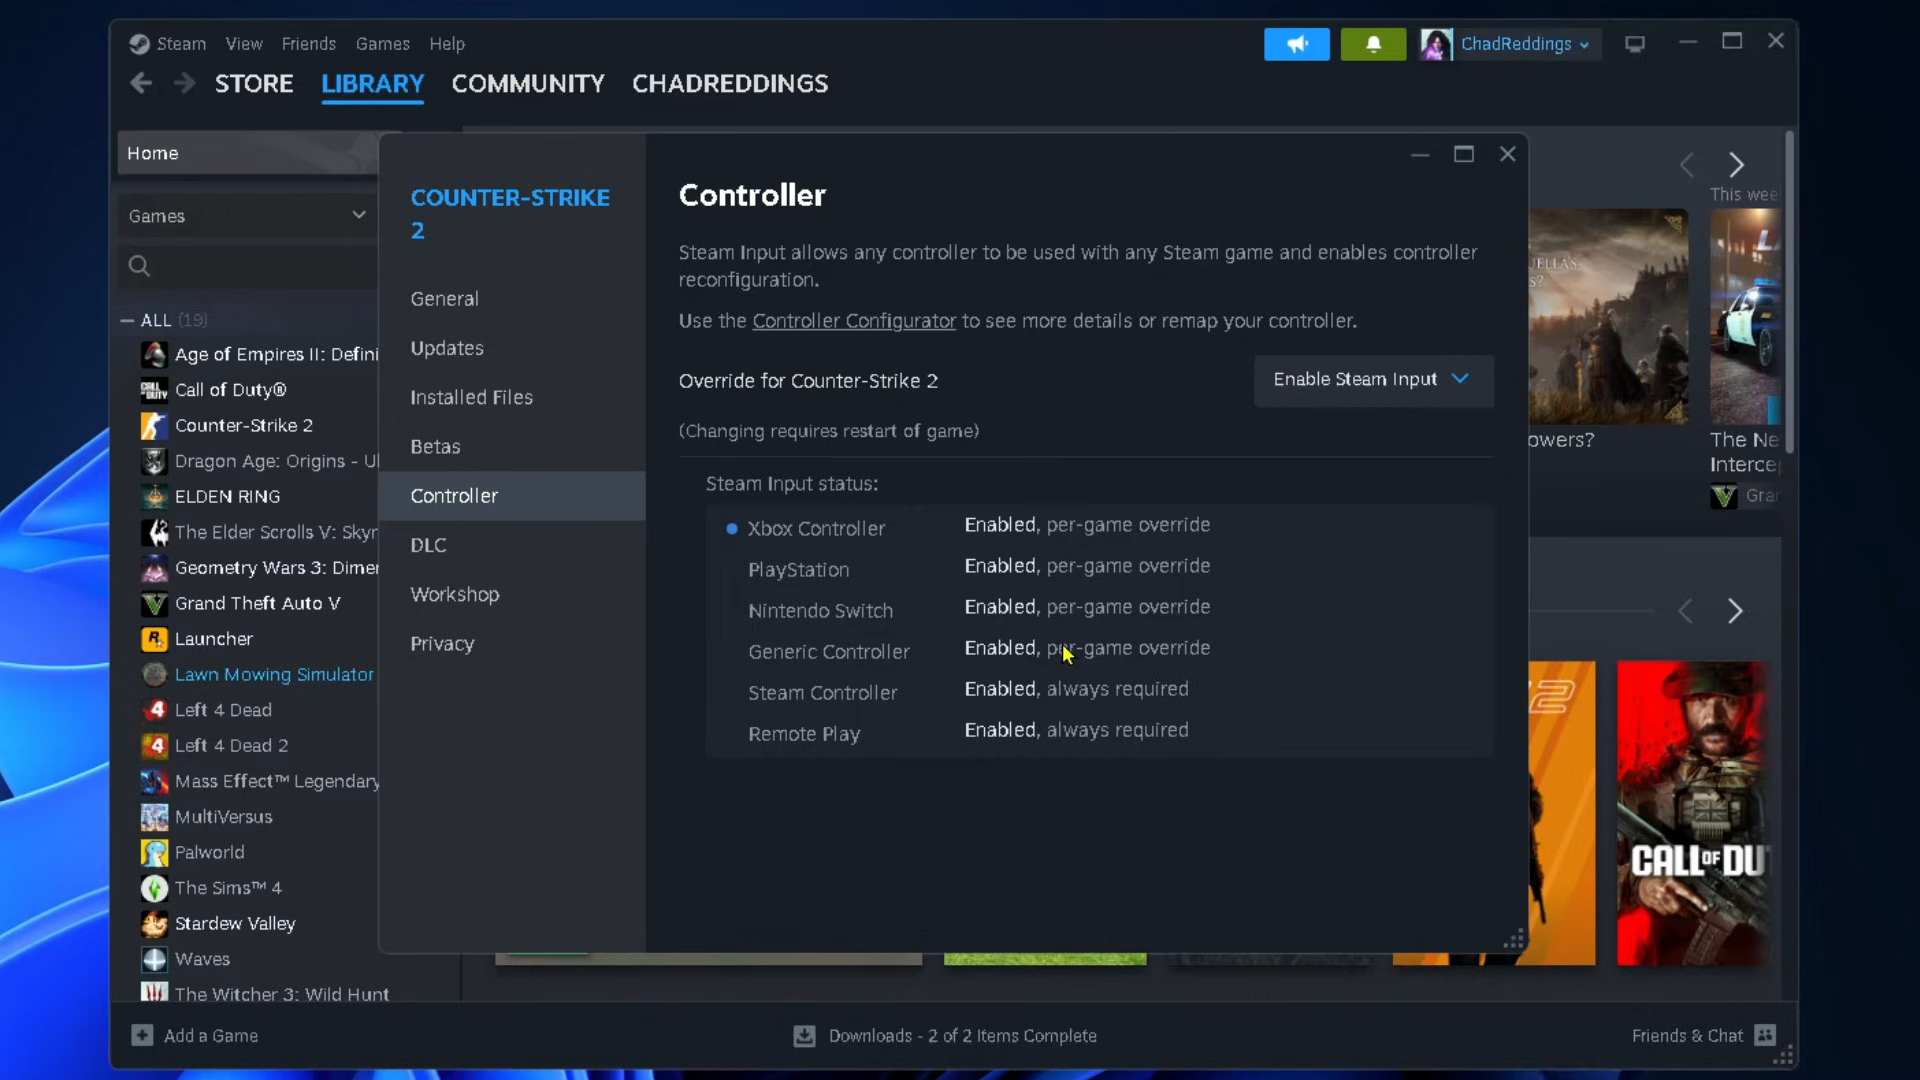 Steam View Friends Games Help
ChadReddings
STORE LIBRARY COMMUNITY CHADREDDINGS
Home
Games
ALL (19)
Age of Empires II: Defini
Call of Duty®
Counter-Strike 2
Dragon Age: Origins - Ul
ELDEN RING
The Elder Scrolls V: Skyr
Geometry Wars 3: Dimer
Grand Theft Auto V
Launcher
Lawn Mowing Simulator
Left 4 Dead
Left 4 Dead 2
Mass Effect™ Legendary
MultiVersus
Palworld
The Sims™ 4
Stardew Valley
Waves
The Witcher 3: Wild Hunt
COUNTER-STRIKE
2
General
Updates
Installed Files
Betas
Controller
DLC
Workshop
Privacy
Controller
Steam Input allows any controller to be used with any Steam game and enables controller
reconfiguration.
Use the Controller Configurator to see more details or remap your controller.
Override for Counter-Strike 2
Enable Steam Input
(Changing requires restart of game)
Steam Input status:
Xbox Controller Enabled, per-game override
PlayStation Enabled, per-game override
Nintendo Switch Enabled, per-game override
Generic Controller Enabled, per-game override
Steam Controller Enabled, always required
Remote Play Enabled, always required
This wee
ELLA'S
S?
owers?
The Ne
Interce
Gra
2
CALL OF DU
Add a Game
Downloads - 2 of 2 Items Complete
Friends & Chat